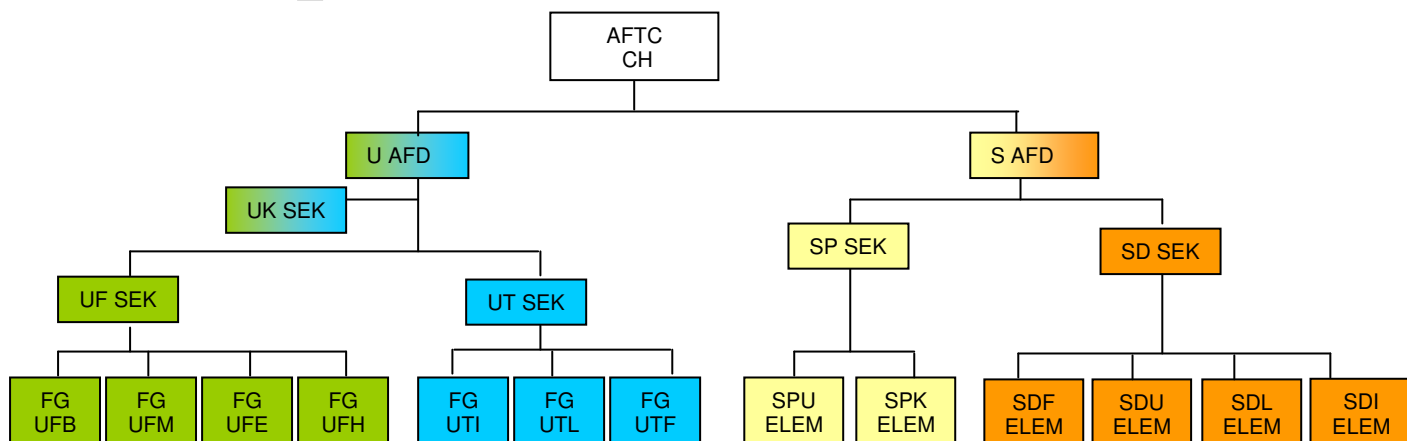 AFTC
CH
U AFD
S AFD
UK SEK
SP SEK
SD SEK
UF SEK
UT SEK
FG
UFB
FG
UFM
FG
UFE
FG
UFH
FG
UTI
FG
UTL
FG
UTF
SPU
ELEM
SPK
ELEM
SDF
ELEM
SDU
ELEM
SDL
ELEM
SDI
ELEM